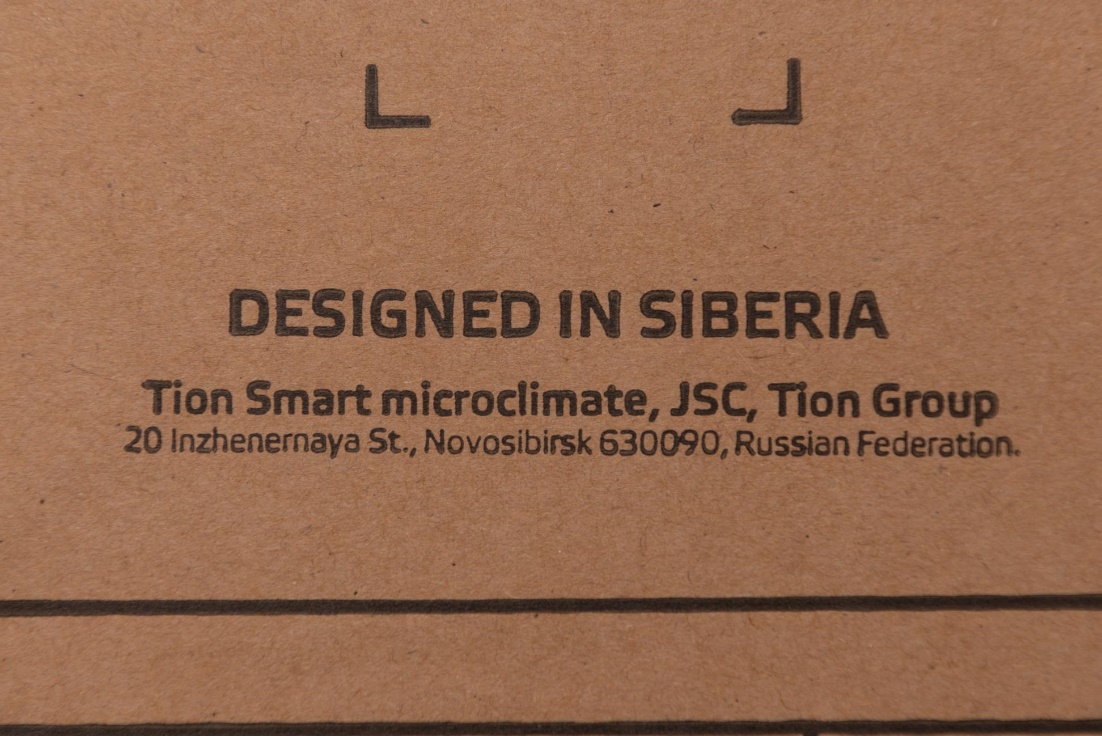 DESIGNED IN SIBERIA
Tion Smart microclimate, JSC, Tion Group
20 Inzhenernaya St., Novosibirsk 630090, Russian Federation.